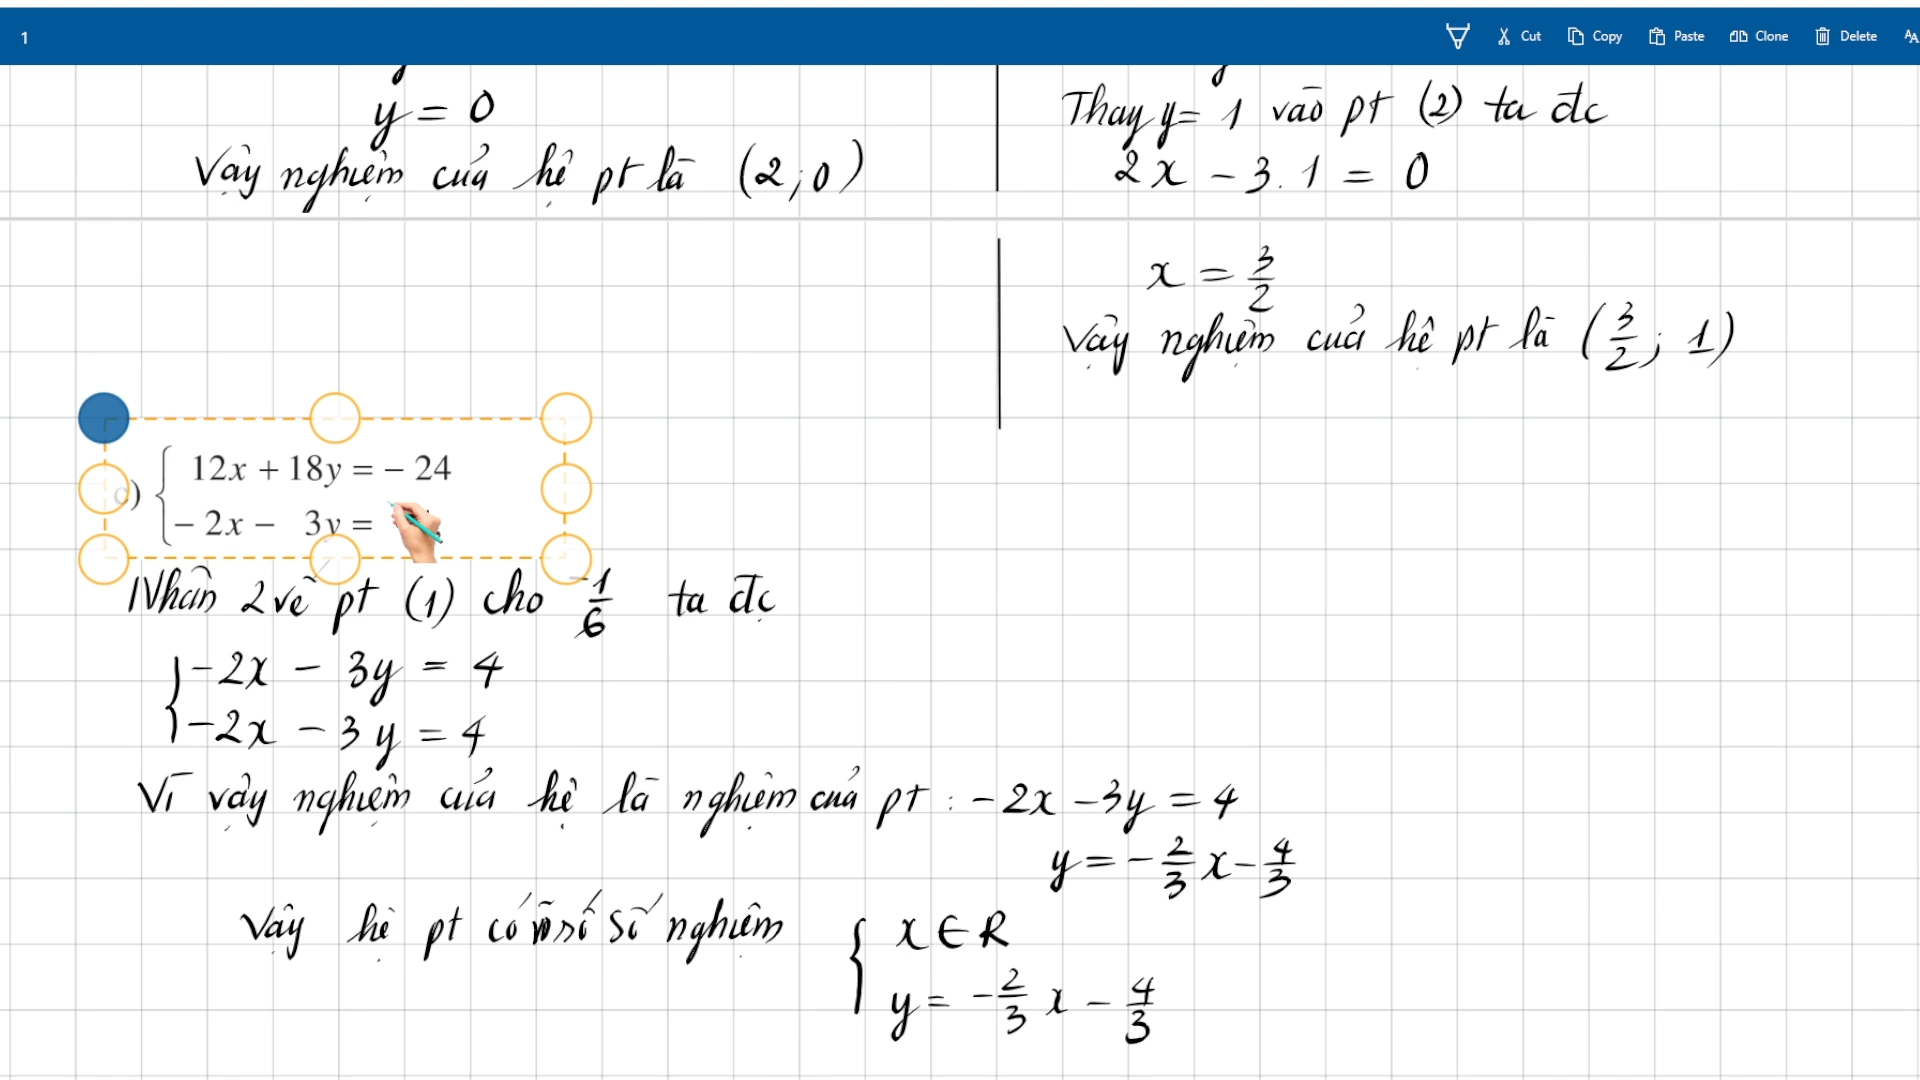 1
Cut Copy Paste Clone Delete
y = 0
Vậy nghiệm của hệ pt là (2; 0)
Thay y = 1 vào pt (2) ta đc
2x - 3. 1 = 0
x = 3/2
Vậy nghiệm của hệ pt là (3/2; 1)
c) { 12x + 18y = – 24
– 2x – 3y =
Nhân 2 vế pt (1) cho -1/6 ta đc
{ -2x - 3y = 4
-2x - 3y = 4
Vì vậy nghiệm của hệ là nghiệm của pt : -2x - 3y = 4
y = -2/3 x - 4/3
Vậy hệ pt có số nghiệm { x ∈ R
y = -2/3 x - 4/3